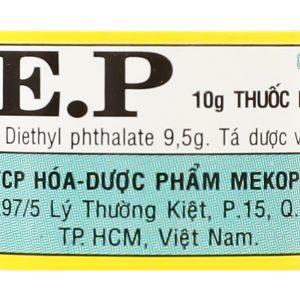 E.P
10g THUỐC
Diethyl phthalate 9,5g. Tá dược v
CP HÓA-DƯỢC PHẨM MEKOP
97/5 Lý Thường Kiệt, P.15, Q.
TP. HCM, Việt Nam.